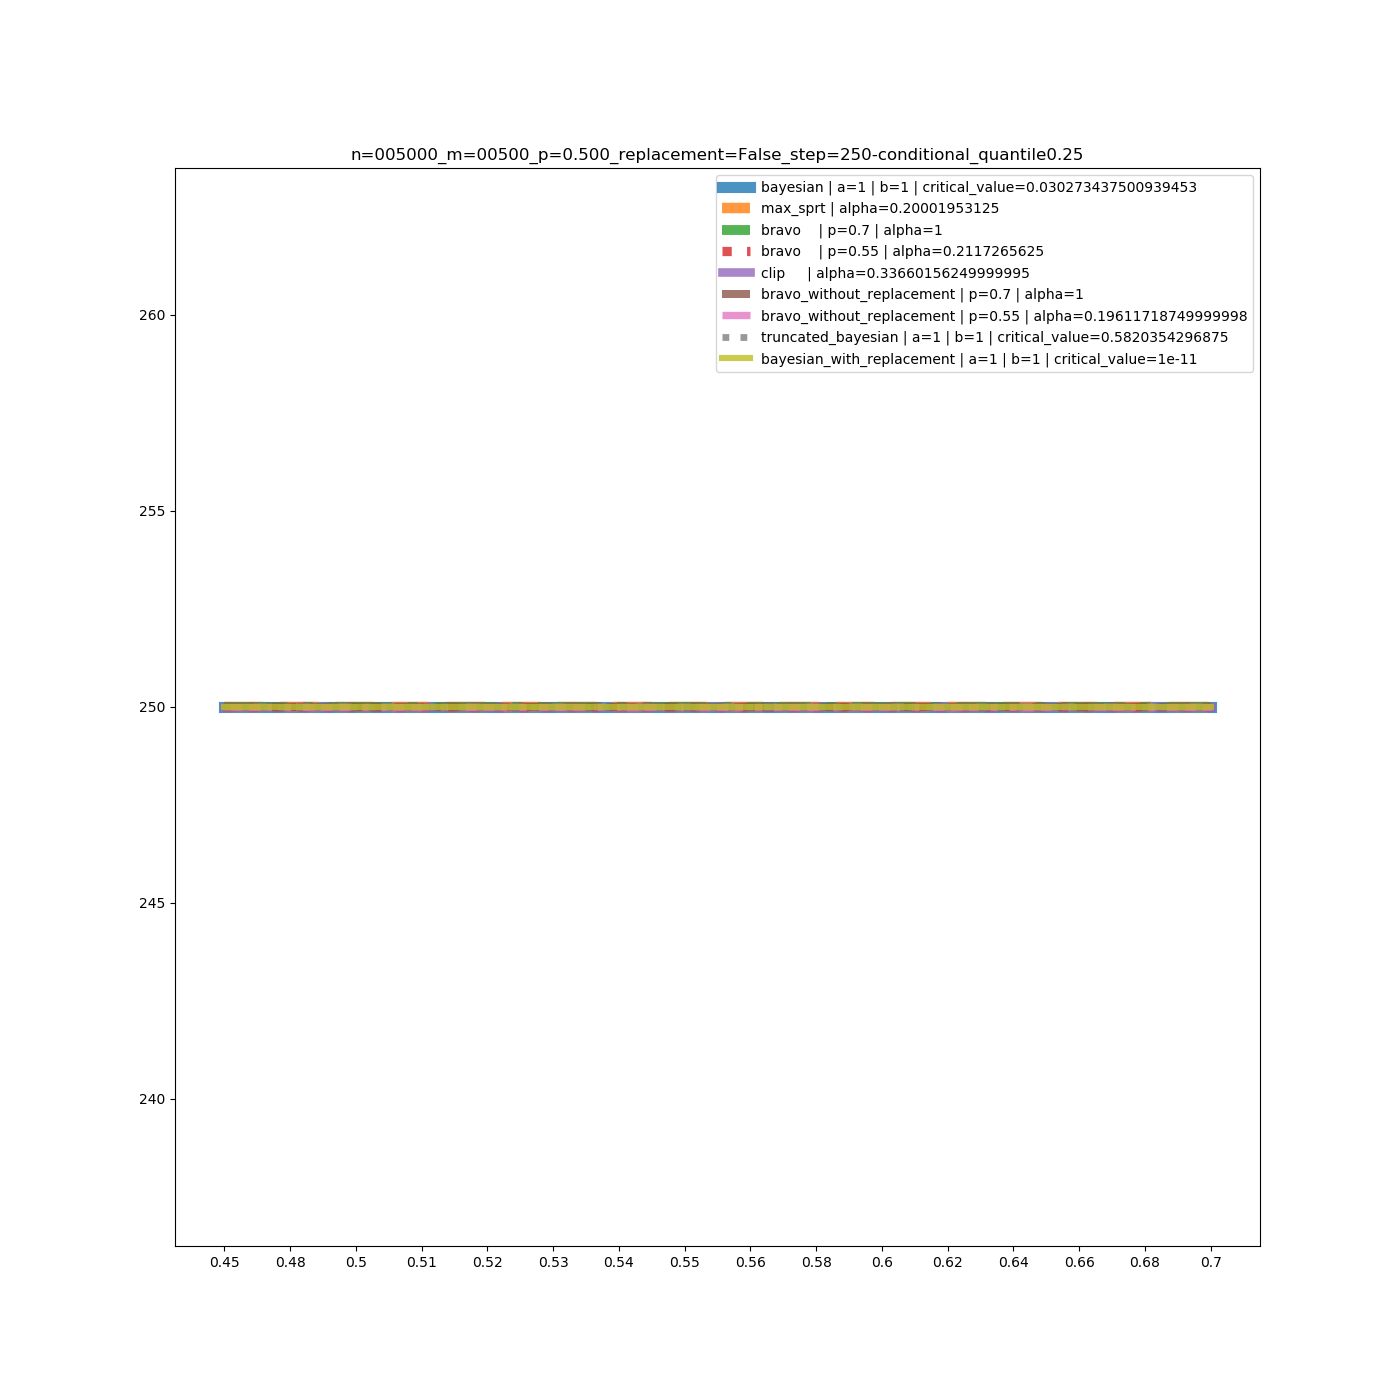 n=005000_m=00500_p=0.500_replacement=False_step=250-conditional_quantile0.25
bayesian | a=1 | b=1 | critical_value=0.030273437500939453
max_sprt | alpha=0.20001953125
bravo    | p=0.7 | alpha=1
bravo    | p=0.55 | alpha=0.2117265625
clip     | alpha=0.33660156249999995
bravo_without_replacement | p=0.7 | alpha=1
bravo_without_replacement | p=0.55 | alpha=0.19611718749999998
truncated_bayesian | a=1 | b=1 | critical_value=0.5820354296875
bayesian_with_replacement | a=1 | b=1 | critical_value=1e-11
260
255
250
245
240
0.45 0.48 0.5 0.51 0.52 0.53 0.54 0.55 0.56 0.58 0.6 0.62 0.64 0.66 0.68 0.7